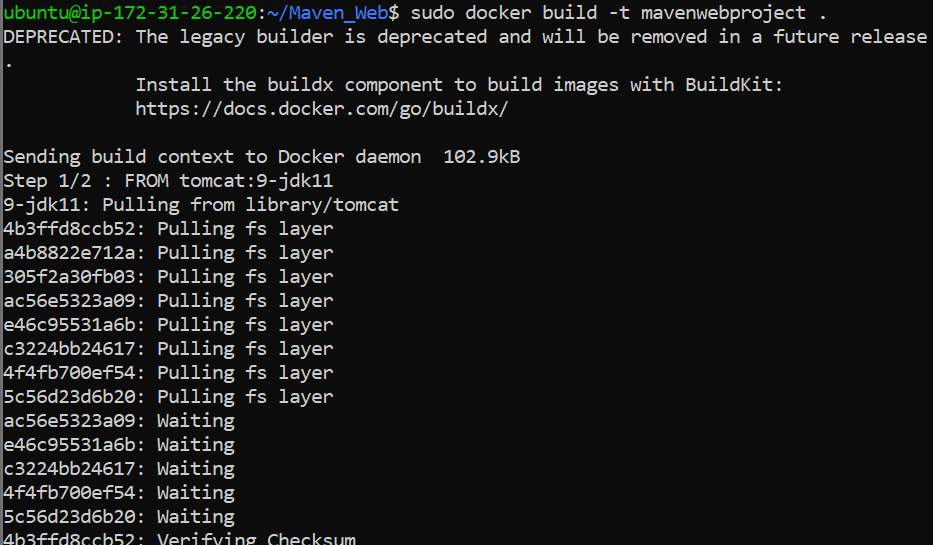 ubuntu@ip-172-31-26-220:~/Maven_Web$ sudo docker build -t mavenwebproject .
DEPRECATED: The legacy builder is deprecated and will be removed in a future release
.
Install the buildx component to build images with BuildKit:
https://docs.docker.com/go/buildx/
Sending build context to Docker daemon  102.9kB
Step 1/2 : FROM tomcat:9-jdk11
9-jdk11: Pulling from library/tomcat
4b3ffd8ccb52: Pulling fs layer
a4b8822e712a: Pulling fs layer
305f2a30fb03: Pulling fs layer
ac56e5323a09: Pulling fs layer
e46c95531a6b: Pulling fs layer
c3224bb24617: Pulling fs layer
4f4fb700ef54: Pulling fs layer
5c56d23d6b20: Pulling fs layer
ac56e5323a09: Waiting
e46c95531a6b: Waiting
c3224bb24617: Waiting
4f4fb700ef54: Waiting
5c56d23d6b20: Waiting
4b3ffd8ccb52: Verifying Checksum